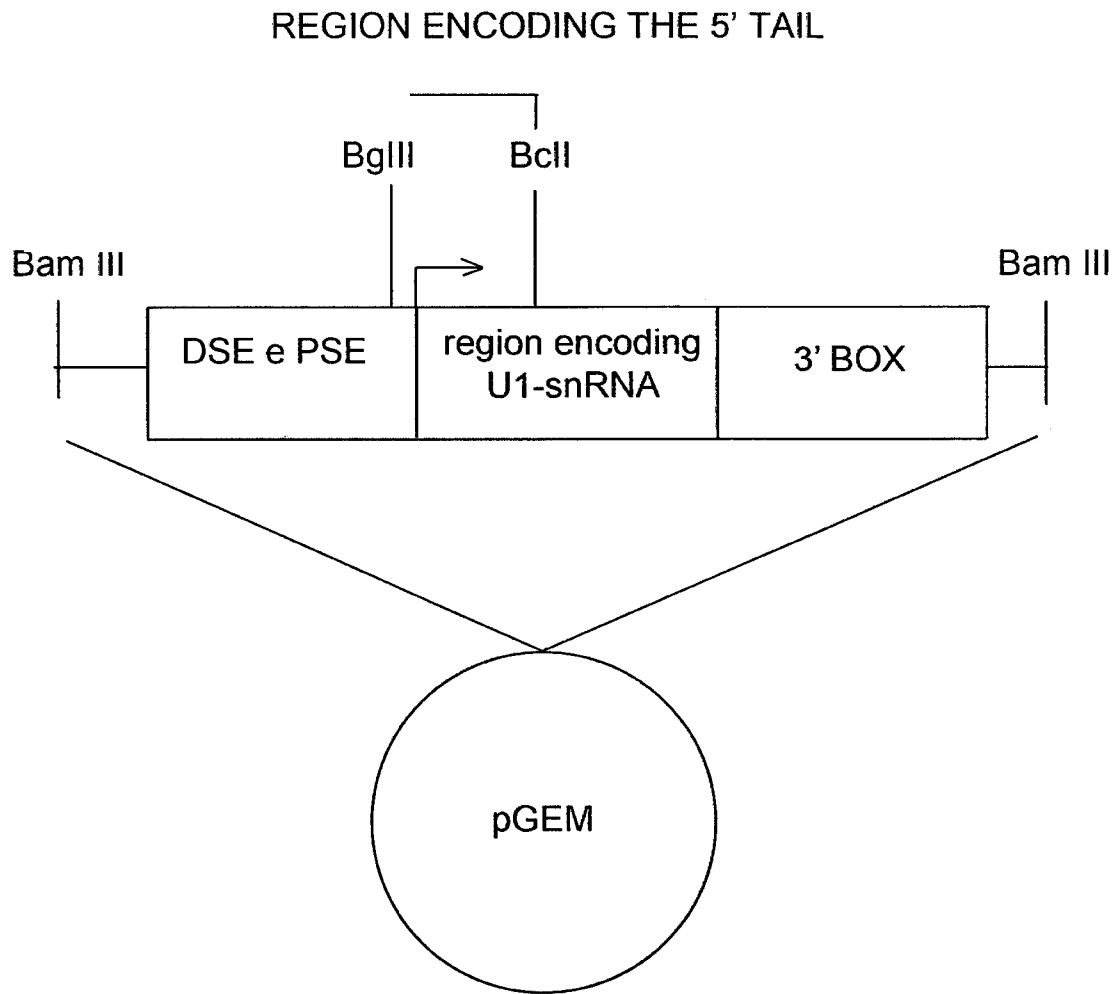 REGION ENCODING THE 5' TAIL
BglII BclI
Bam III Bam III
DSE e PSE region encoding 3' BOX
U1-snRNA
pGEM